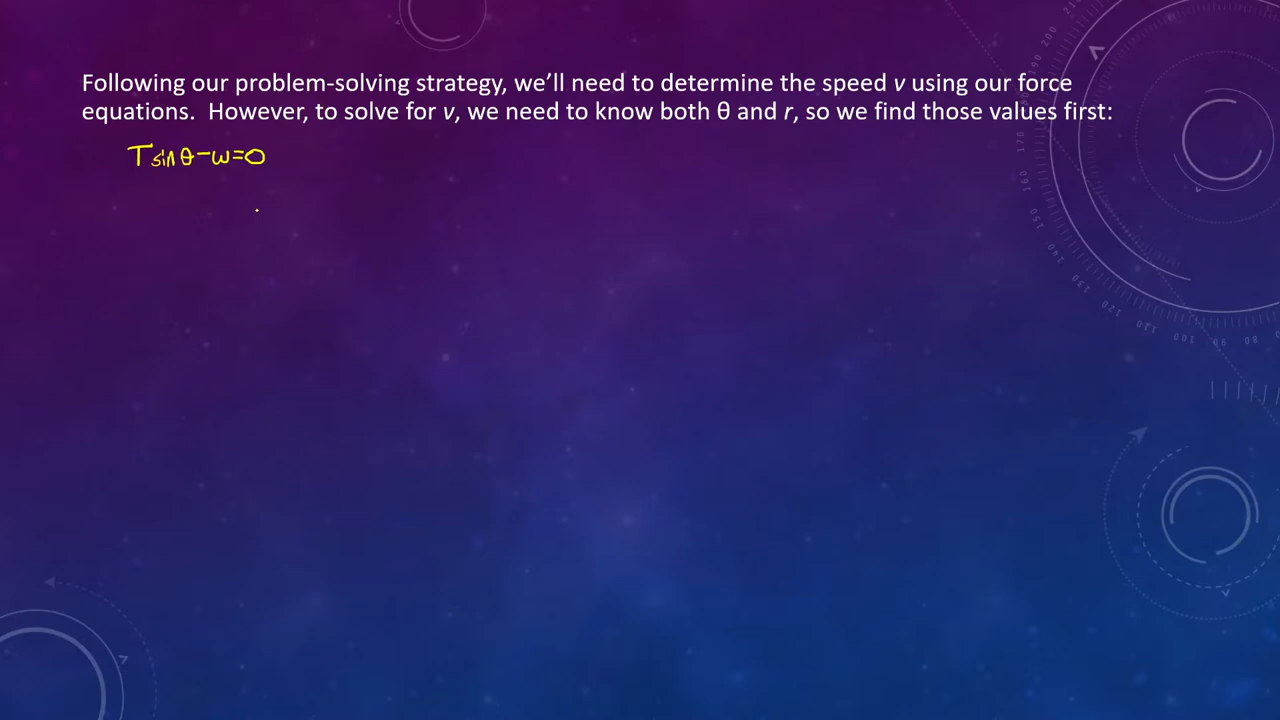 Following our problem-solving strategy, we’ll need to determine the speed v using our force
equations.  However, to solve for v, we need to know both θ and r, so we find those values first:
T sin θ - w = 0